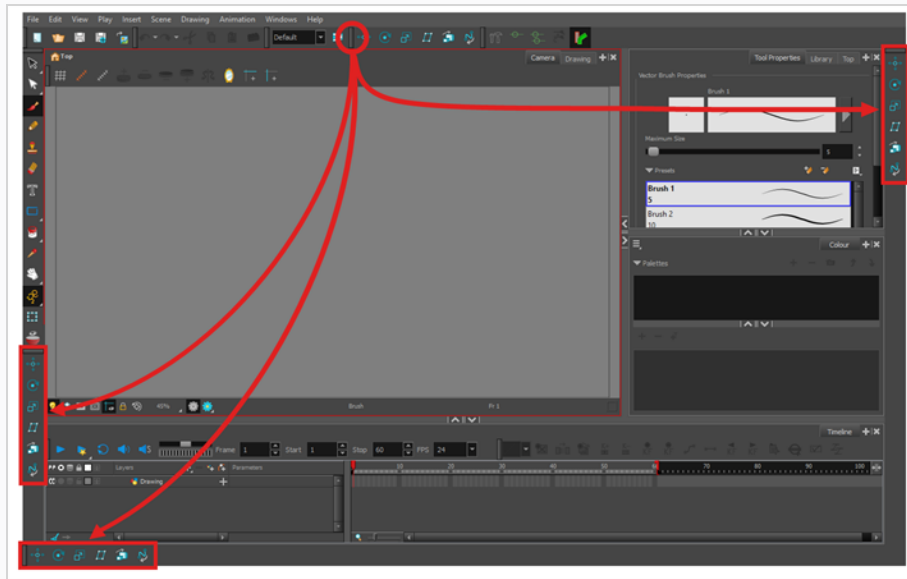 File Edit View Play Insert Scene Drawing Animation Windows Help
Default
Top
Camera Drawing
Tool Properties Library Top
Vector Brush Properties
Brush 1
Maximum Size
5
Presets
Brush 1
5
Brush 2
10
Colour
Palettes
45% Brush Fr 1
Timeline
Frame 1 Start 1 Stop 60 FPS 24
Layers Parameters
10 20 30 40 50 60 70 80 90 100
Drawing